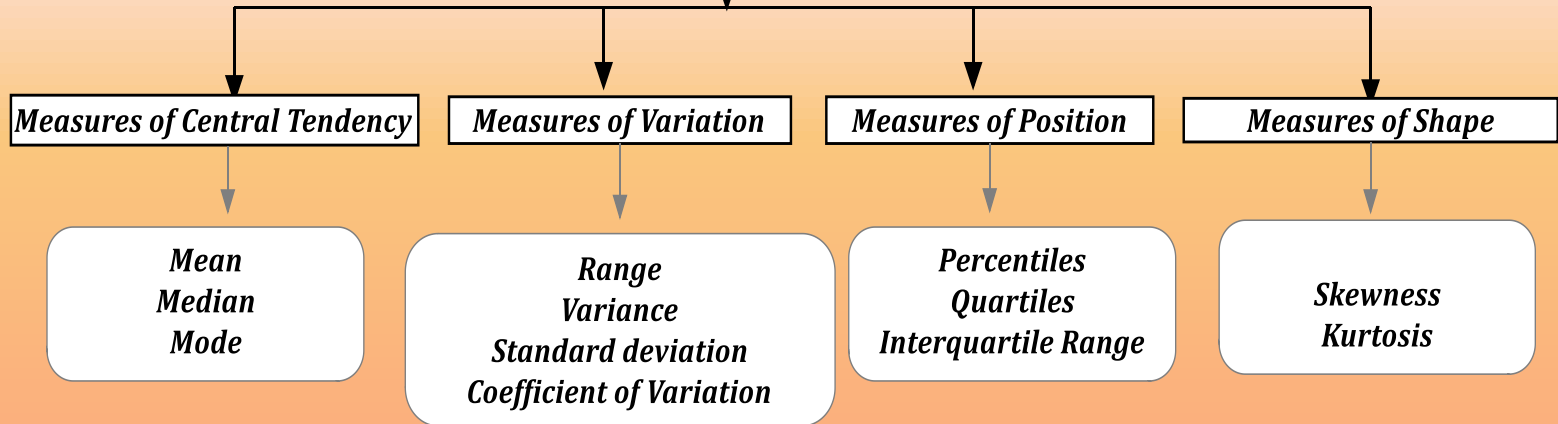 Measures of Central Tendency
Measures of Variation
Measures of Position
Measures of Shape
Mean
Median
Mode
Range
Variance
Standard deviation
Coefficient of Variation
Percentiles
Quartiles
Interquartile Range
Skewness
Kurtosis